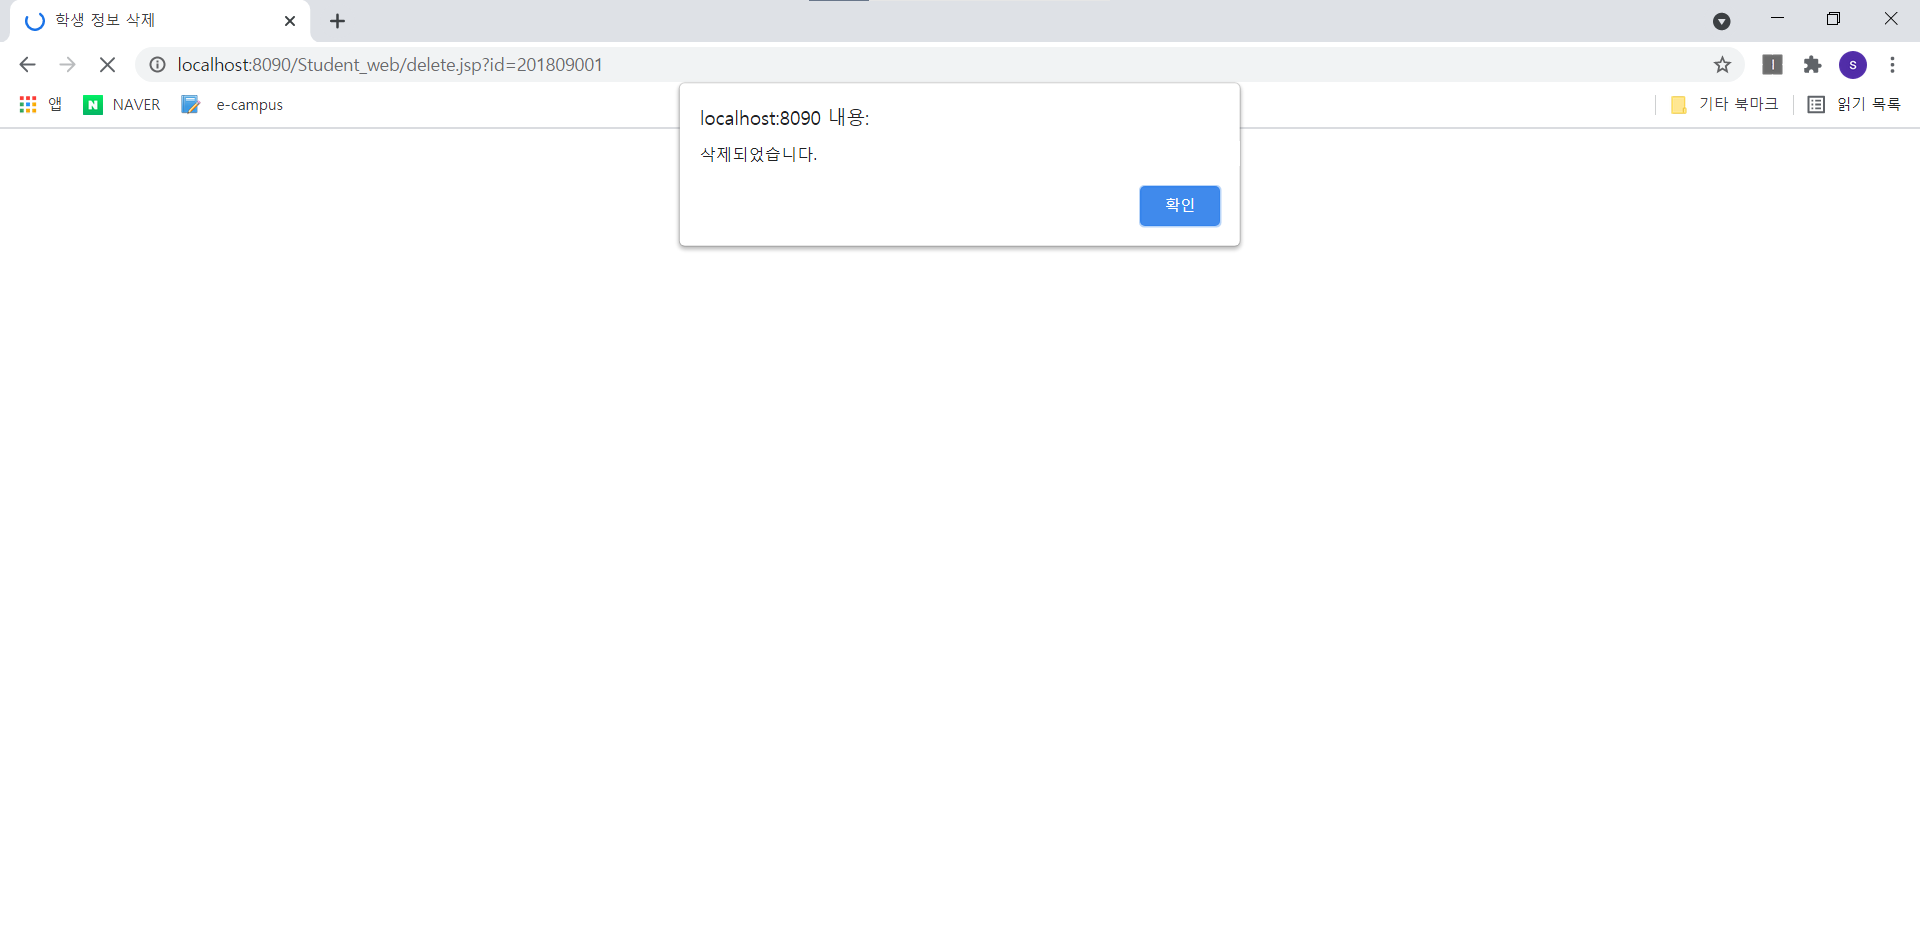 학생 정보 삭제
localhost:8090/Student_web/delete.jsp?id=201809001
s
앱 NAVER e-campus 기타 북마크 읽기 목록
localhost:8090 내용:
삭제되었습니다.
확인